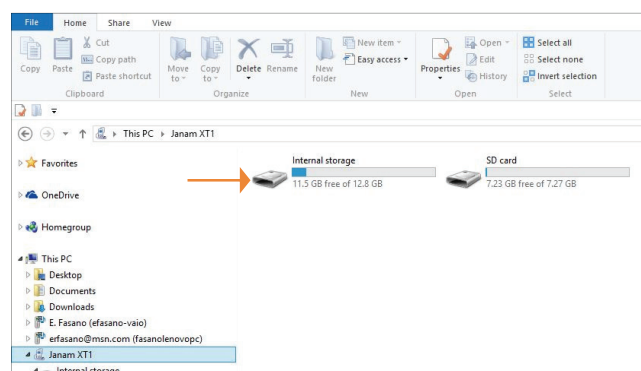 File Home Share View
Copy
Paste
Cut
Copy path
Paste shortcut
Move to
Copy to
Delete
Rename
New folder
New item
Easy access
Properties
Open
Edit
History
Select all
Select none
Invert selection
Clipboard Organize New Open Select
This PC Janam XT1
Favorites
OneDrive
Homegroup
This PC
Desktop
Documents
Downloads
E. Fasano (efasano-vaio)
erfasano@msn.com (fasanolenovopc)
Janam XT1
Internal storage
Internal storage
11.5 GB free of 12.8 GB
SD card
7.23 GB free of 7.27 GB